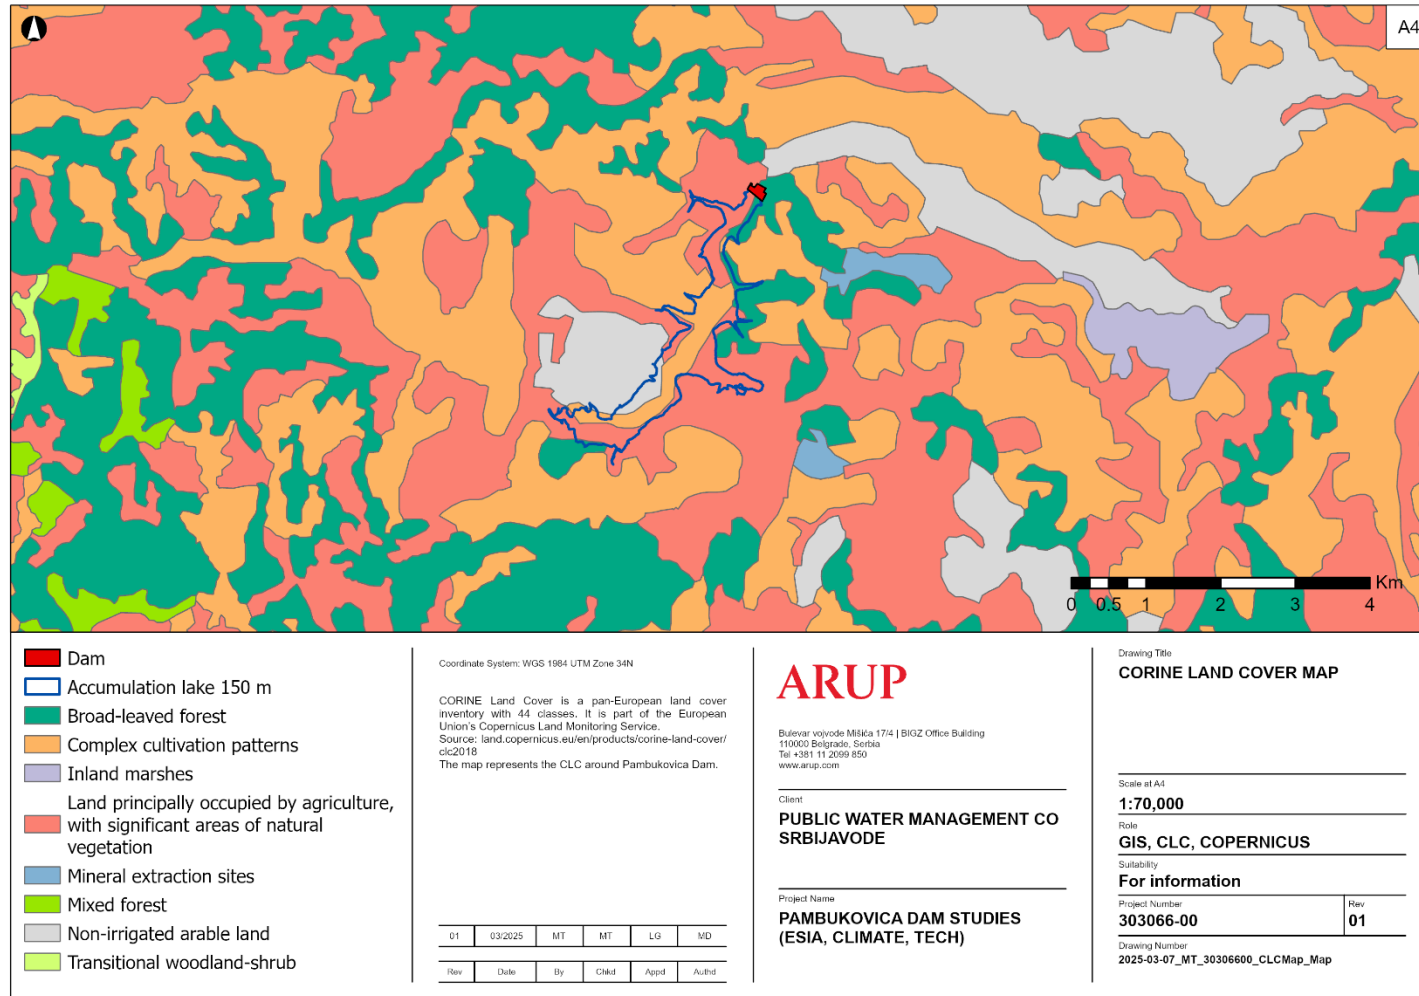 A4
Km
0 0.5 1 2 3 4
Dam
Accumulation lake 150 m
Broad-leaved forest
Complex cultivation patterns
Inland marshes
Land principally occupied by agriculture,
with significant areas of natural
vegetation
Mineral extraction sites
Mixed forest
Non-irrigated arable land
Transitional woodland-shrub
Coordinate System: WGS 1984 UTM Zone 34N
CORINE Land Cover is a pan-European land cover
inventory with 44 classes. It is part of the European
Union's Copernicus Land Monitoring Service.
Source: land.copernicus.eu/en/products/corine-land-cover/
clc2018
The map represents the CLC around Pambukovica Dam.
01 03/2025 MT MT LG MD
Rev Date By Chkd Appd Authd
ARUP
Bulevar vojvode Mišića 17/4 | BIGZ Office Building
110000 Belgrade, Serbia
Tel +381 11 2099 850
www.arup.com
Client
PUBLIC WATER MANAGEMENT CO
SRBIJAVODE
Project Name
PAMBUKOVICA DAM STUDIES
(ESIA, CLIMATE, TECH)
Drawing Title
CORINE LAND COVER MAP
Scale at A4
1:70,000
Role
GIS, CLC, COPERNICUS
Suitability
For information
Project Number Rev
303066-00 01
Drawing Number
2025-03-07_MT_30306600_CLCMap_Map